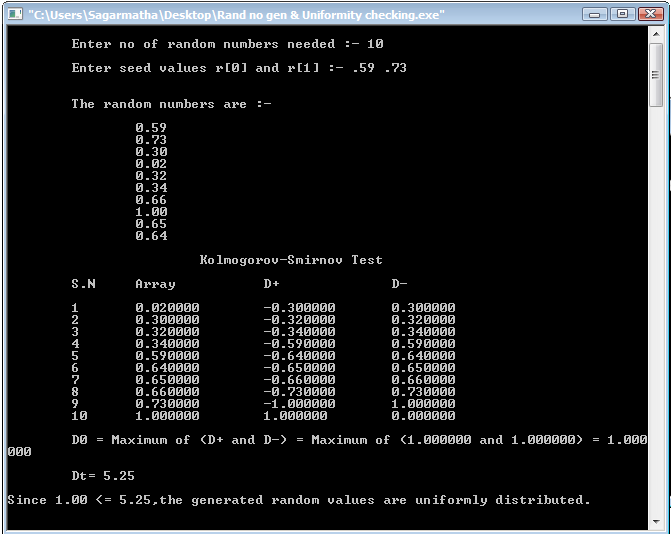 "C:\Users\Sagarmatha\Desktop\Rand no gen & Uniformity checking.exe"
Enter no of random numbers needed :- 10
Enter seed values r[0] and r[1] :- .59 .73
The random numbers are :-
0.59
0.73
0.30
0.02
0.32
0.34
0.66
1.00
0.65
0.64
Kolmogorov-Smirnov Test
S.N Array D+ D-
1 0.020000 -0.300000 0.300000
2 0.300000 -0.320000 0.320000
3 0.320000 -0.340000 0.340000
4 0.340000 -0.590000 0.590000
5 0.590000 -0.640000 0.640000
6 0.640000 -0.650000 0.650000
7 0.650000 -0.660000 0.660000
8 0.660000 -0.730000 0.730000
9 0.730000 -1.000000 1.000000
10 1.000000 1.000000 0.000000
D0 = Maximum of (D+ and D-) = Maximum of (1.000000 and 1.000000) = 1.000
000
Dt= 5.25
Since 1.00 <= 5.25,the generated random values are uniformly distributed.